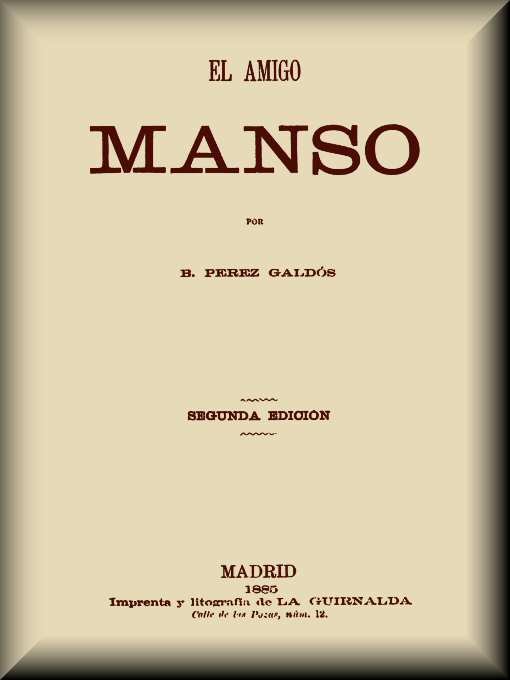 EL AMIGO
MANSO
POR
B. PEREZ GALDÓS
SEGUNDA EDICIÓN
MADRID
1885
Imprenta y litografía de LA GUIRNALDA
Calle de las Pozas, núm. 12.